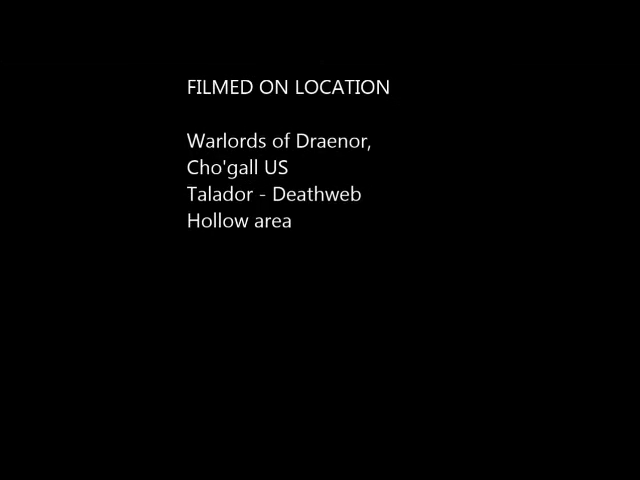 FILMED ON LOCATION
Warlords of Draenor,
Cho'gall US
Talador - Deathweb
Hollow area